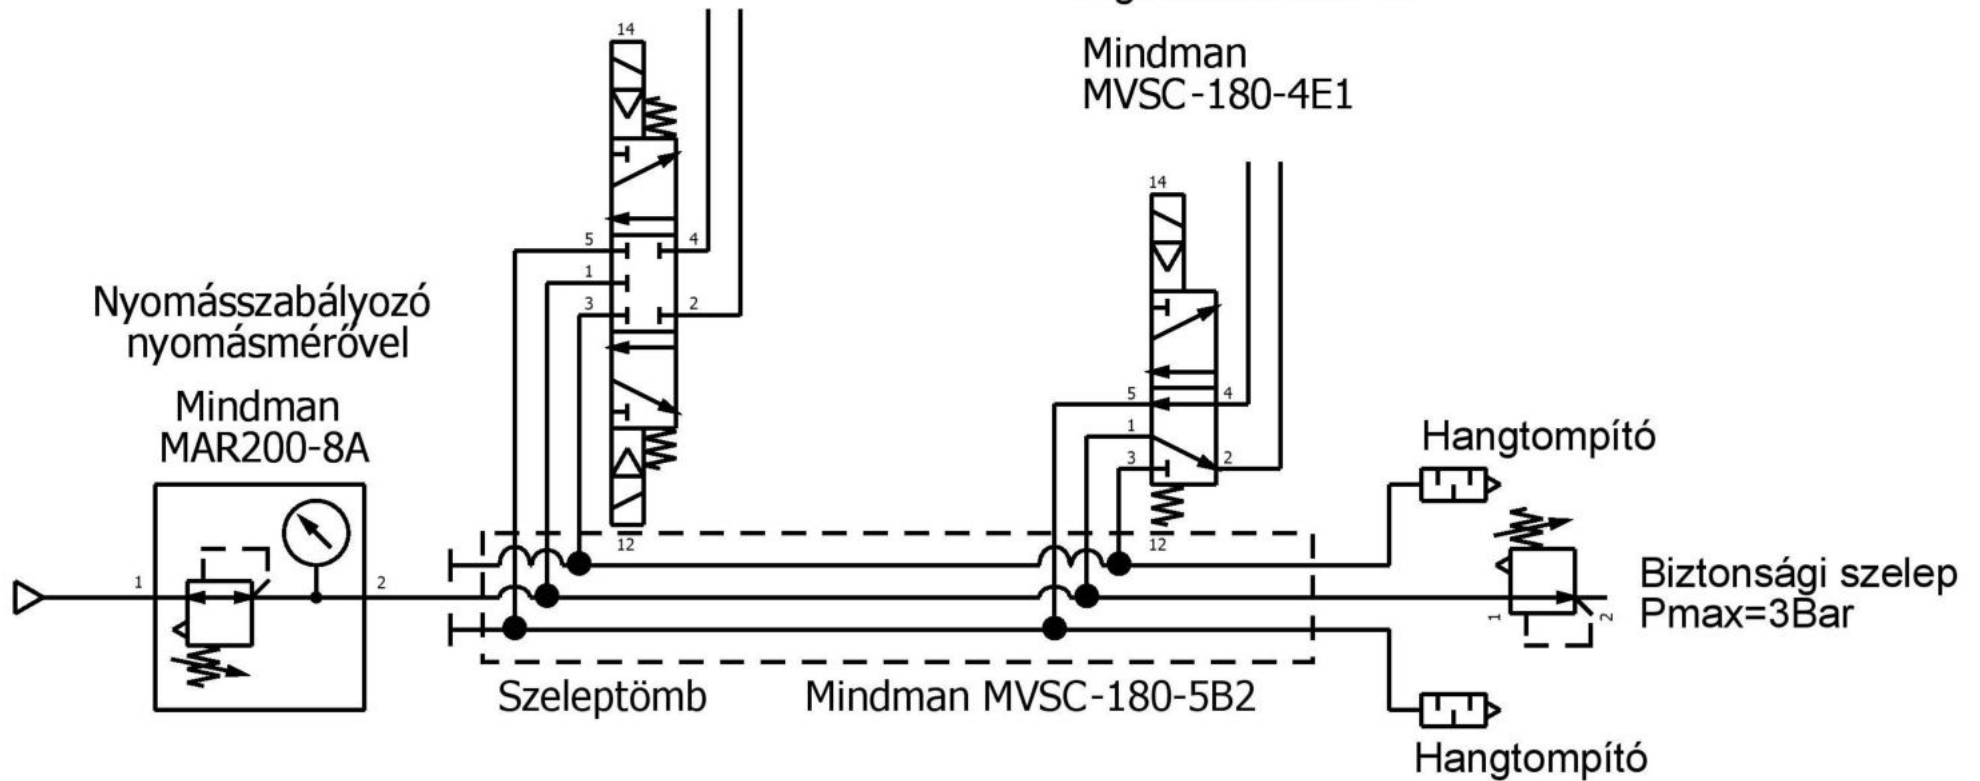 Mindman
MVSC-180-4E1
14
14
5
4
1
3
2
12
5
4
1
3
2
12
Nyomásszabályozó
nyomásmérővel
Mindman
MAR200-8A
1
2
Hangtompító
Biztonsági szelep
Pmax=3Bar
1
2
Szeleptömb
Mindman MVSC-180-5B2
Hangtompító